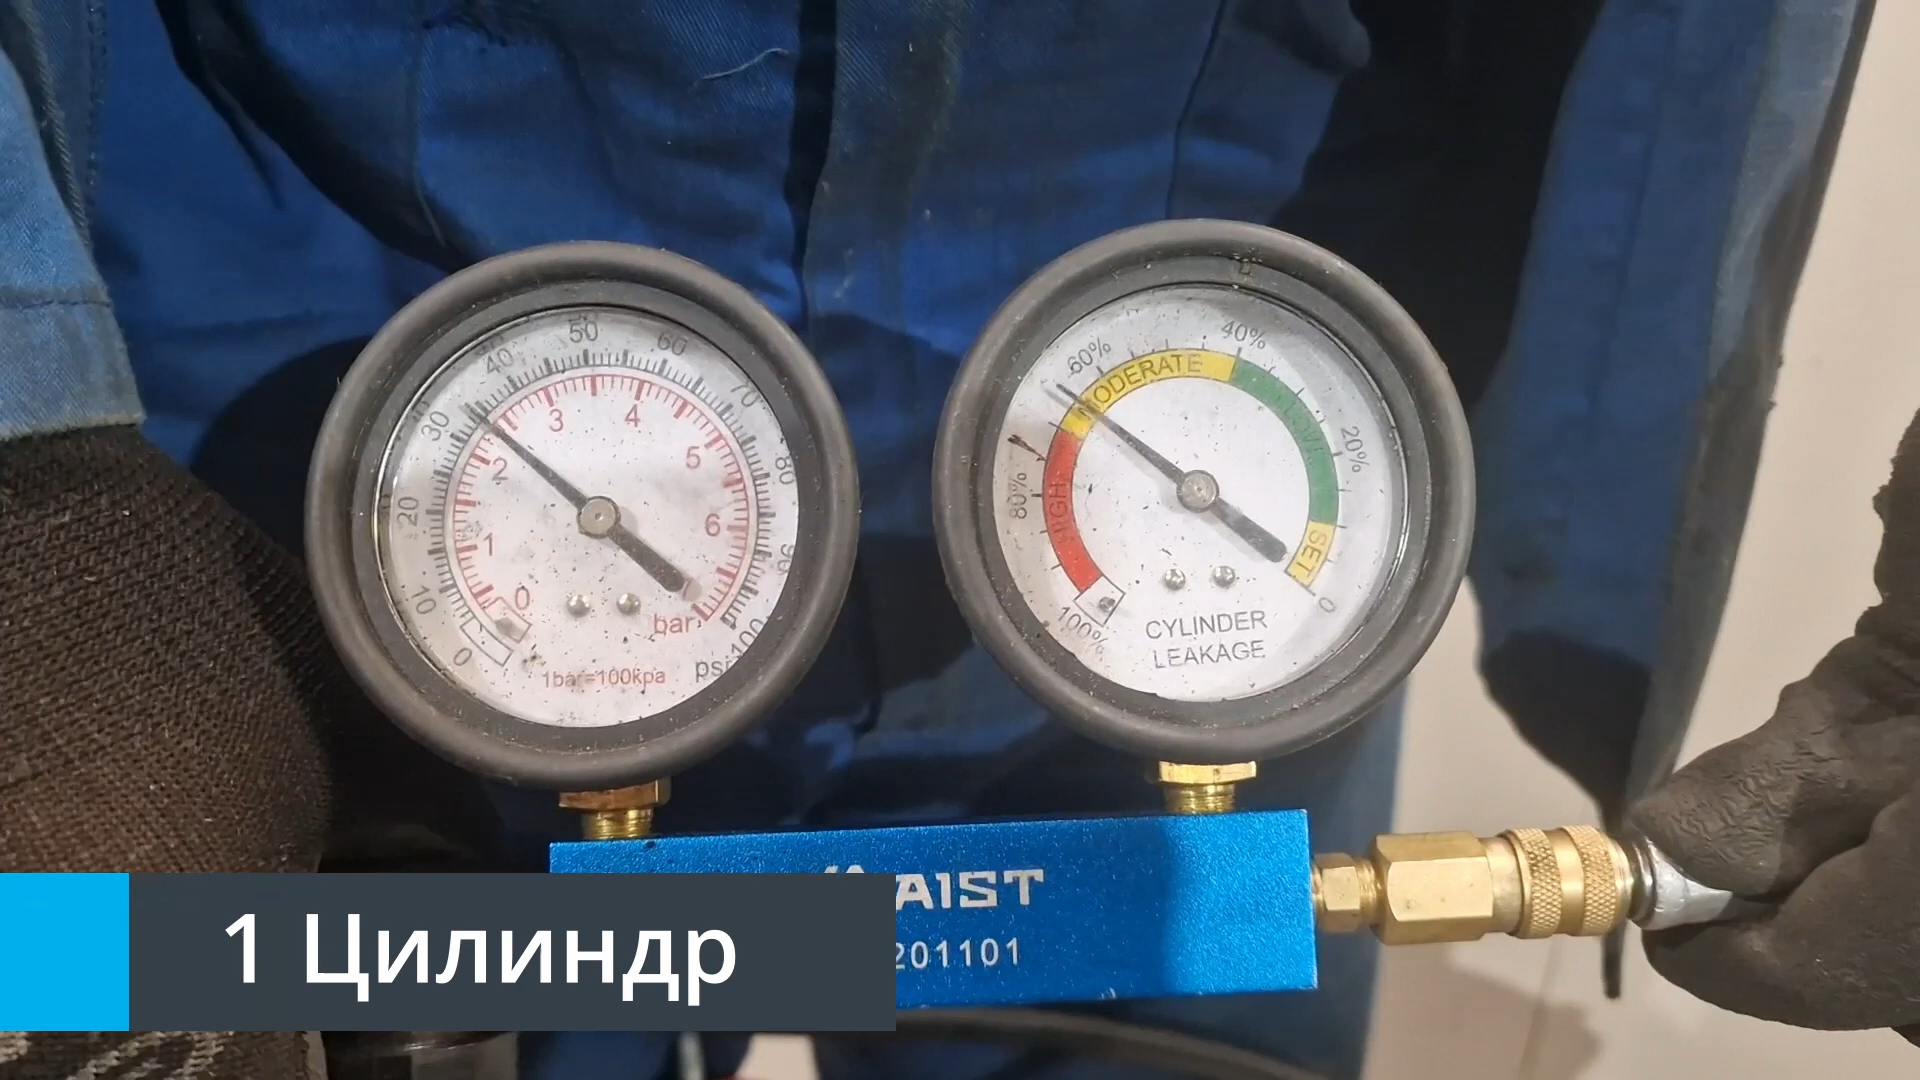 0
10
20
30
40
50
60
70
80
90
100
psi
0
1
2
3
4
5
6
bar
1bar=100kpa
100%
80%
60%
40%
20%
0
HIGH
MODERATE
SET
CYLINDER
LEAKAGE
AIST
201101
1 Цилиндр